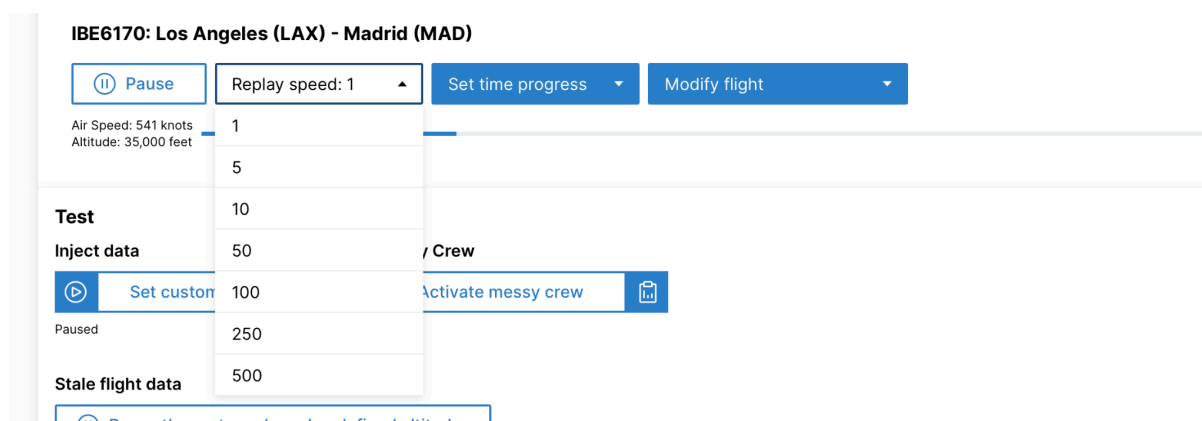 IBE6170: Los Angeles (LAX) - Madrid (MAD)
Pause
Replay speed: 1
Set time progress
Modify flight
Air Speed: 541 knots
Altitude: 35,000 feet
1
5
10
50
100
250
500
Test
Inject data
Crew
Set custom
Activate messy crew
Paused
Stale flight data